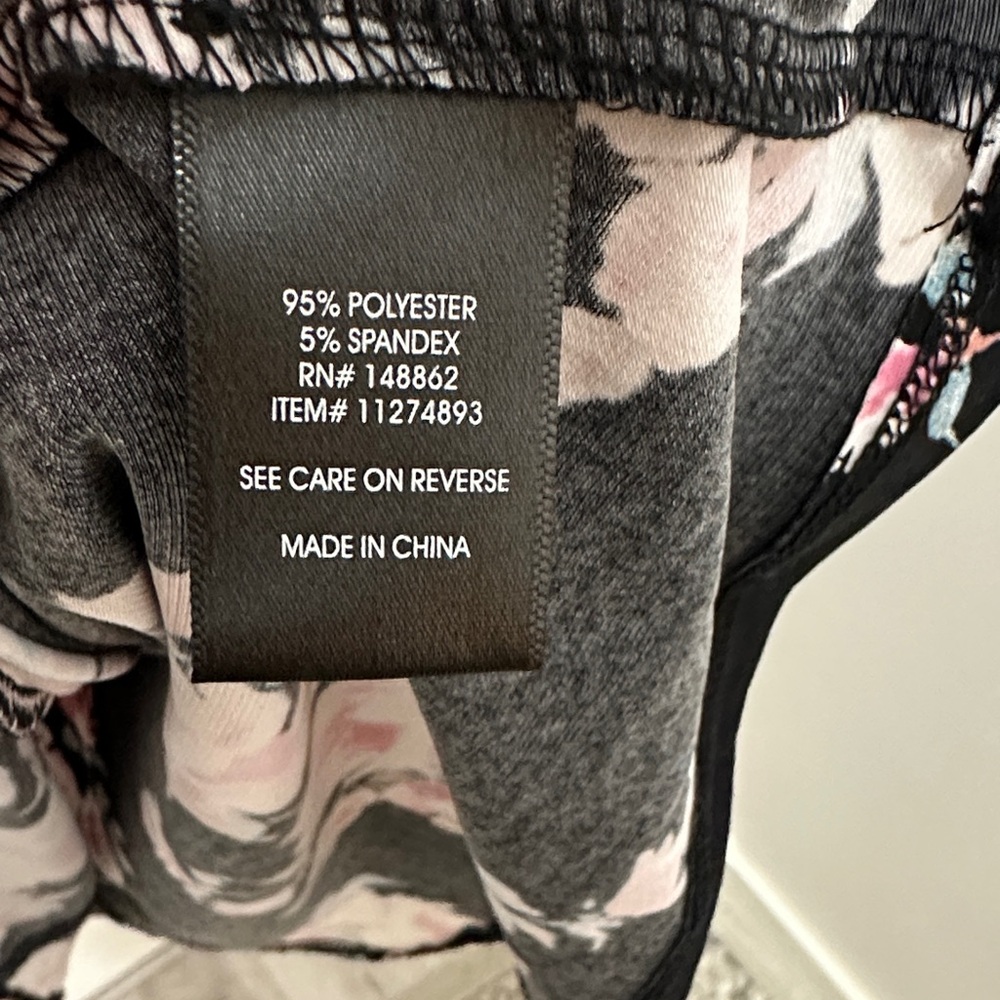 95% POLYESTER
5% SPANDEX
RN# 148862
ITEM# 11274893
SEE CARE ON REVERSE
MADE IN CHINA